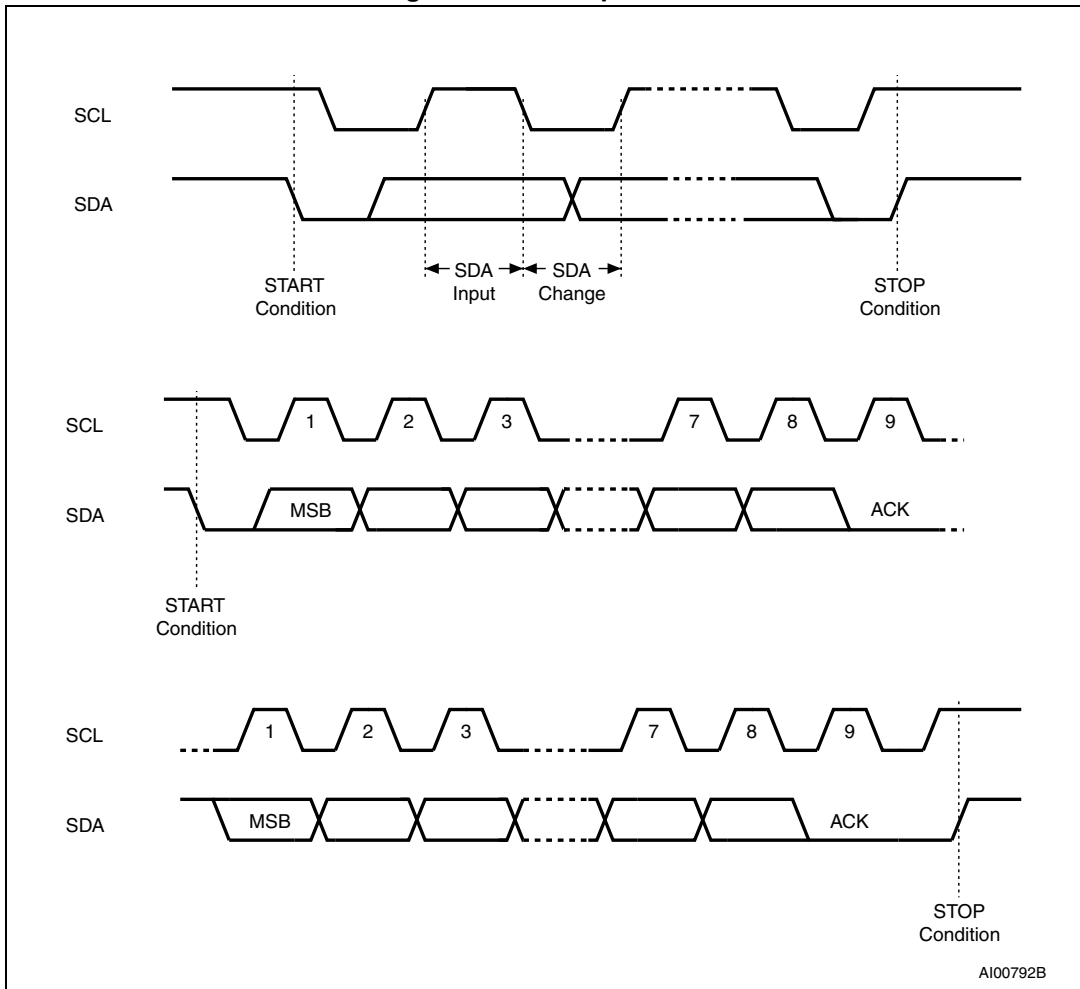 SCL
SDA
START
Condition
SDA
Input
SDA
Change
STOP
Condition
SCL
1 2 3 7 8 9
SDA
MSB ACK
START
Condition
SCL
1 2 3 7 8 9
SDA
MSB ACK
STOP
Condition
AI00792B